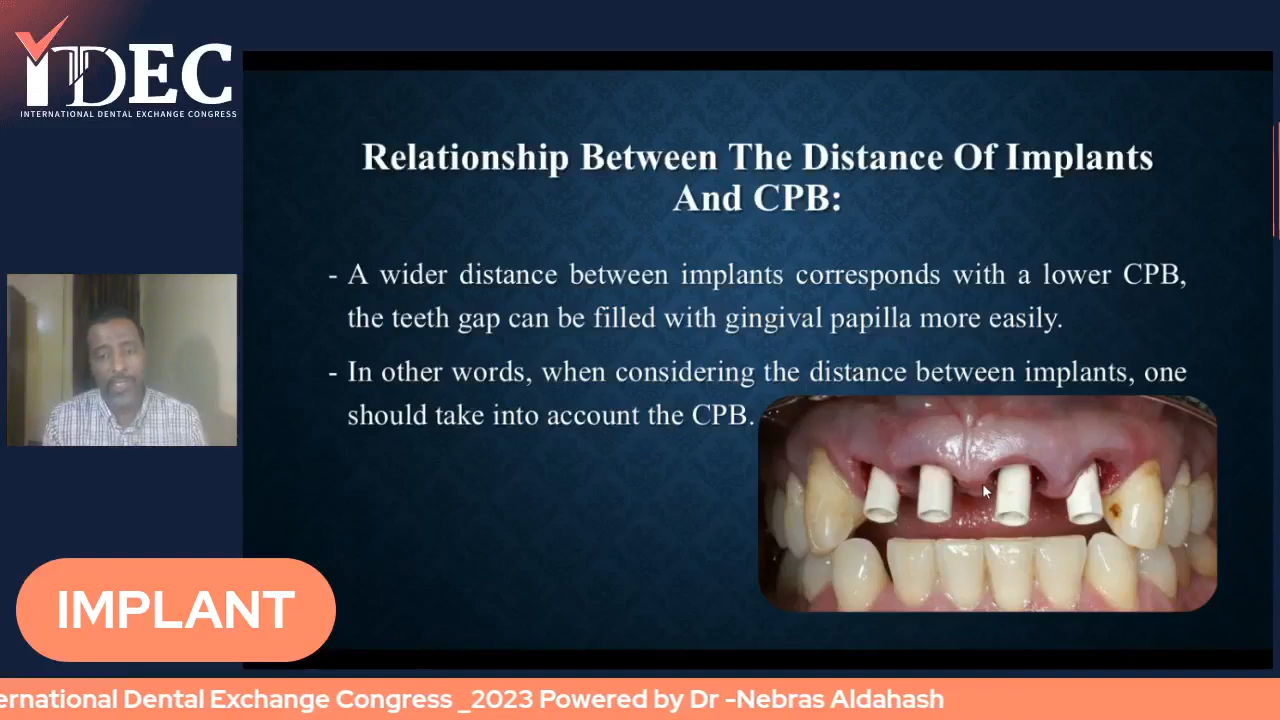 iTDEC
INTERNATIONAL DENTAL EXCHANGE CONGRESS
Relationship Between The Distance Of Implants
And CPB:
- A wider distance between implants corresponds with a lower CPB,
the teeth gap can be filled with gingival papilla more easily.
- In other words, when considering the distance between implants, one
should take into account the CPB.
IMPLANT
ernational Dental Exchange Congress _2023 Powered by Dr -Nebras Aldahash